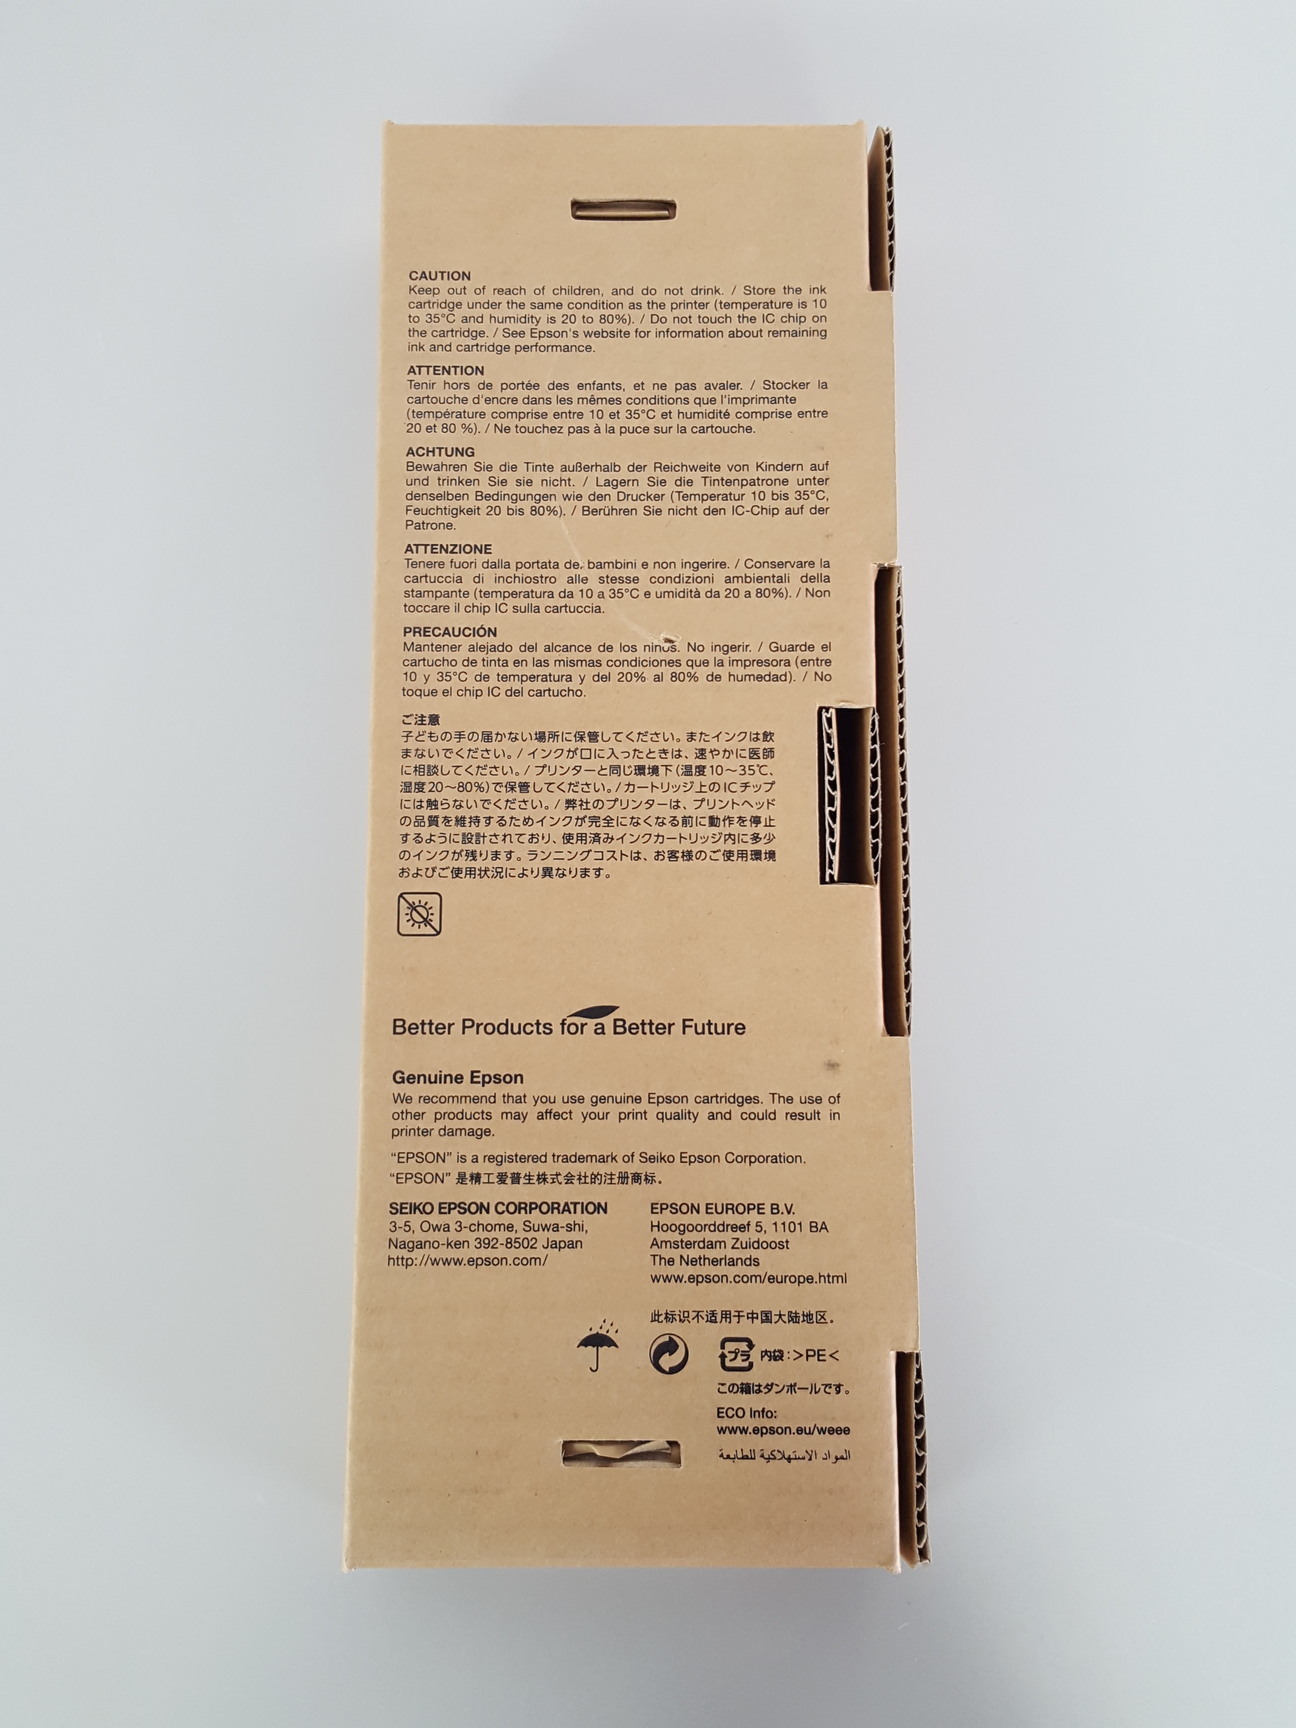 CAUTION
Keep out of reach of children, and do not drink. / Store the ink
cartridge under the same condition as the printer (temperature is 10
to 35°C and humidity is 20 to 80%). / Do not touch the IC chip on
the cartridge. / See Epson's website for information about remaining
ink and cartridge performance.
ATTENTION
Tenir hors de portée des enfants, et ne pas avaler. / Stocker la
cartouche d'encre dans les mêmes conditions que l'imprimante
(température comprise entre 10 et 35°C et humidité comprise entre
20 et 80 %). / Ne touchez pas à la puce sur la cartouche.
ACHTUNG
Bewahren Sie die Tinte außerhalb der Reichweite von Kindern auf
und trinken Sie sie nicht. / Lagern Sie die Tintenpatrone unter
denselben Bedingungen wie den Drucker (Temperatur 10 bis 35°C,
Feuchtigkeit 20 bis 80%). / Berühren Sie nicht den IC-Chip auf der
Patrone.
ATTENZIONE
Tenere fuori dalla portata dei bambini e non ingerire. / Conservare la
cartuccia di inchiostro alle stesse condizioni ambientali della
stampante (temperatura da 10 a 35°C e umidità da 20 a 80%). / Non
toccare il chip IC sulla cartuccia.
PRECAUCIÓN
Mantener alejado del alcance de los niños. No ingerir. / Guarde el
cartucho de tinta en las mismas condiciones que la impresora (entre
10 y 35°C de temperatura y del 20% al 80% de humedad). / No
toque el chip IC del cartucho.
ご注意
子どもの手の届かない場所に保管してください。またインクは飲
まないでください。/ インクが口に入ったときは、速やかに医師
に相談してください。/ プリンターと同じ環境下(温度10～35℃、
湿度20～80%)で保管してください。/ カートリッジ上のICチップ
には触らないでください。/ 弊社のプリンターは、プリントヘッド
の品質を維持するためインクが完全になくなる前に動作を停止
するように設計されており、使用済みインクカートリッジ内に多少
のインクが残ります。ランニングコストは、お客様のご使用環境
およびご使用状況により異なります。
Better Products for a Better Future
Genuine Epson
We recommend that you use genuine Epson cartridges. The use of
other products may affect your print quality and could result in
printer damage.
“EPSON” is a registered trademark of Seiko Epson Corporation.
“EPSON” 是精工爱普生株式会社的注册商标。
SEIKO EPSON CORPORATION
3-5, Owa 3-chome, Suwa-shi,
Nagano-ken 392-8502 Japan
http://www.epson.com/
EPSON EUROPE B.V.
Hoogoorddreef 5, 1101 BA
Amsterdam Zuidoost
The Netherlands
www.epson.com/europe.html
此标识不适用于中国大陆地区。
プラ 内袋:>PE<
この箱はダンボールです。
ECO Info:
www.epson.eu/weee
المواد الاستهلاكية للطابعة